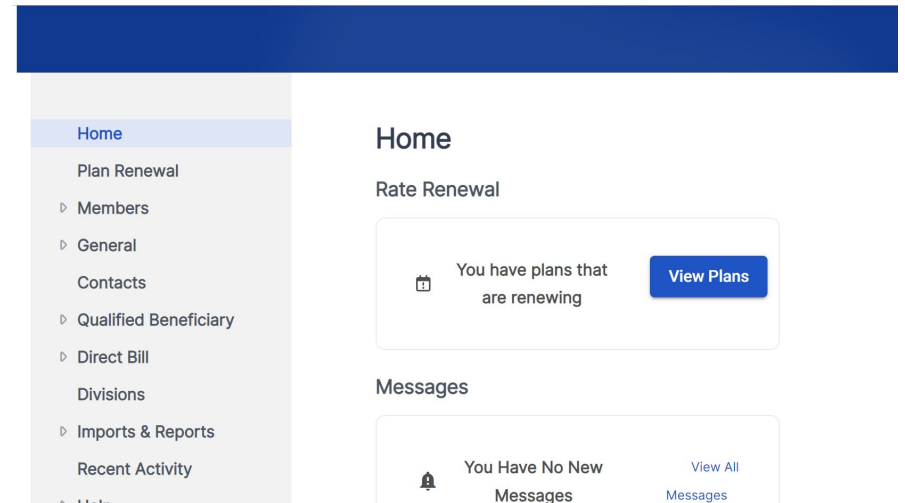 Home
Plan Renewal
Members
General
Contacts
Qualified Beneficiary
Direct Bill
Divisions
Imports & Reports
Recent Activity
Home
Rate Renewal
You have plans that
are renewing
View Plans
Messages
You Have No New
Messages
View All
Messages